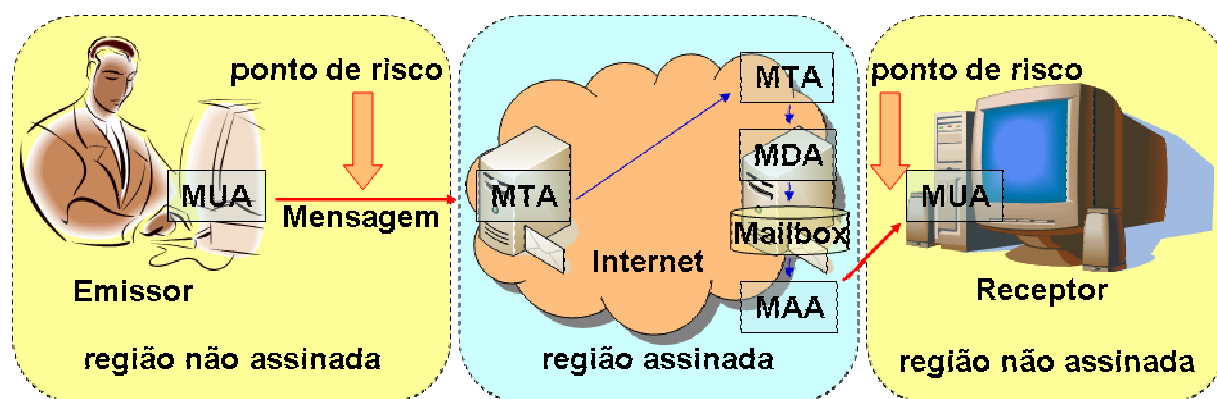 ponto de risco
MUA
Mensagem
Emissor
região não assinada
MTA
MTA
MDA
Mailbox
MAA
Internet
região assinada
ponto de risco
MUA
Receptor
região não assinada